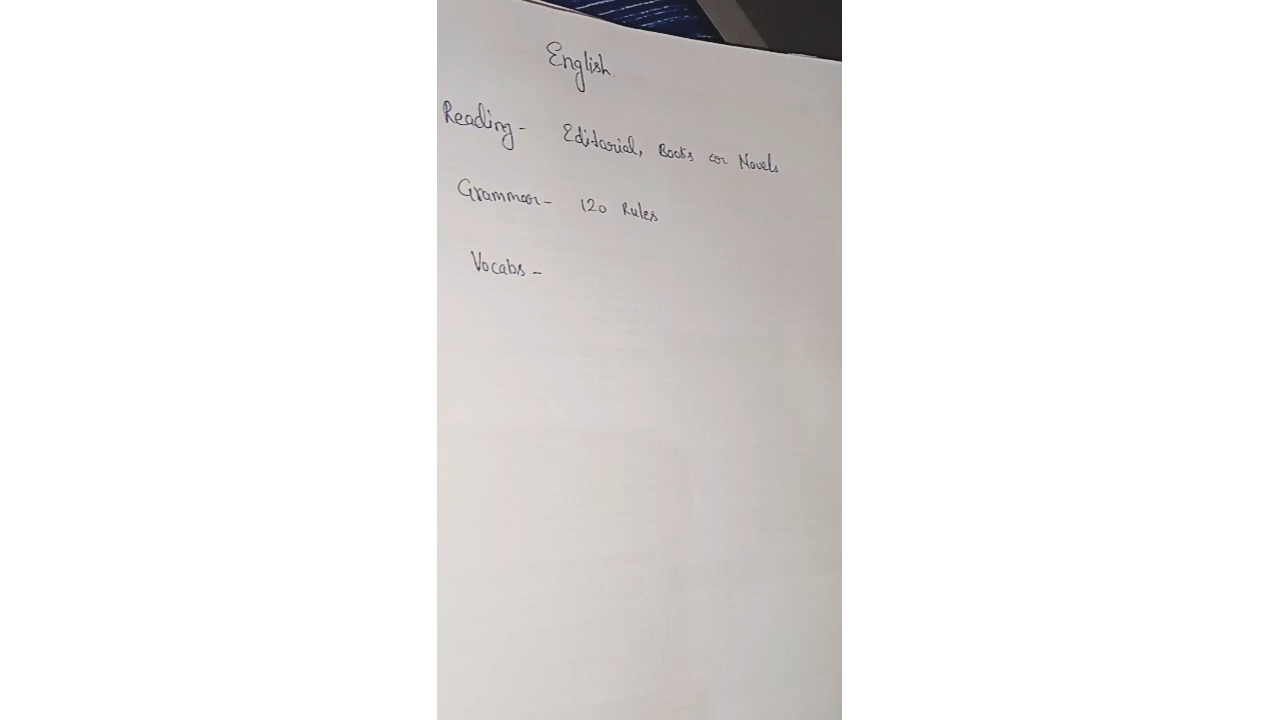 English
Reading - Editorial, Books or Novels
Grammar - 120 Rules
Vocabs -